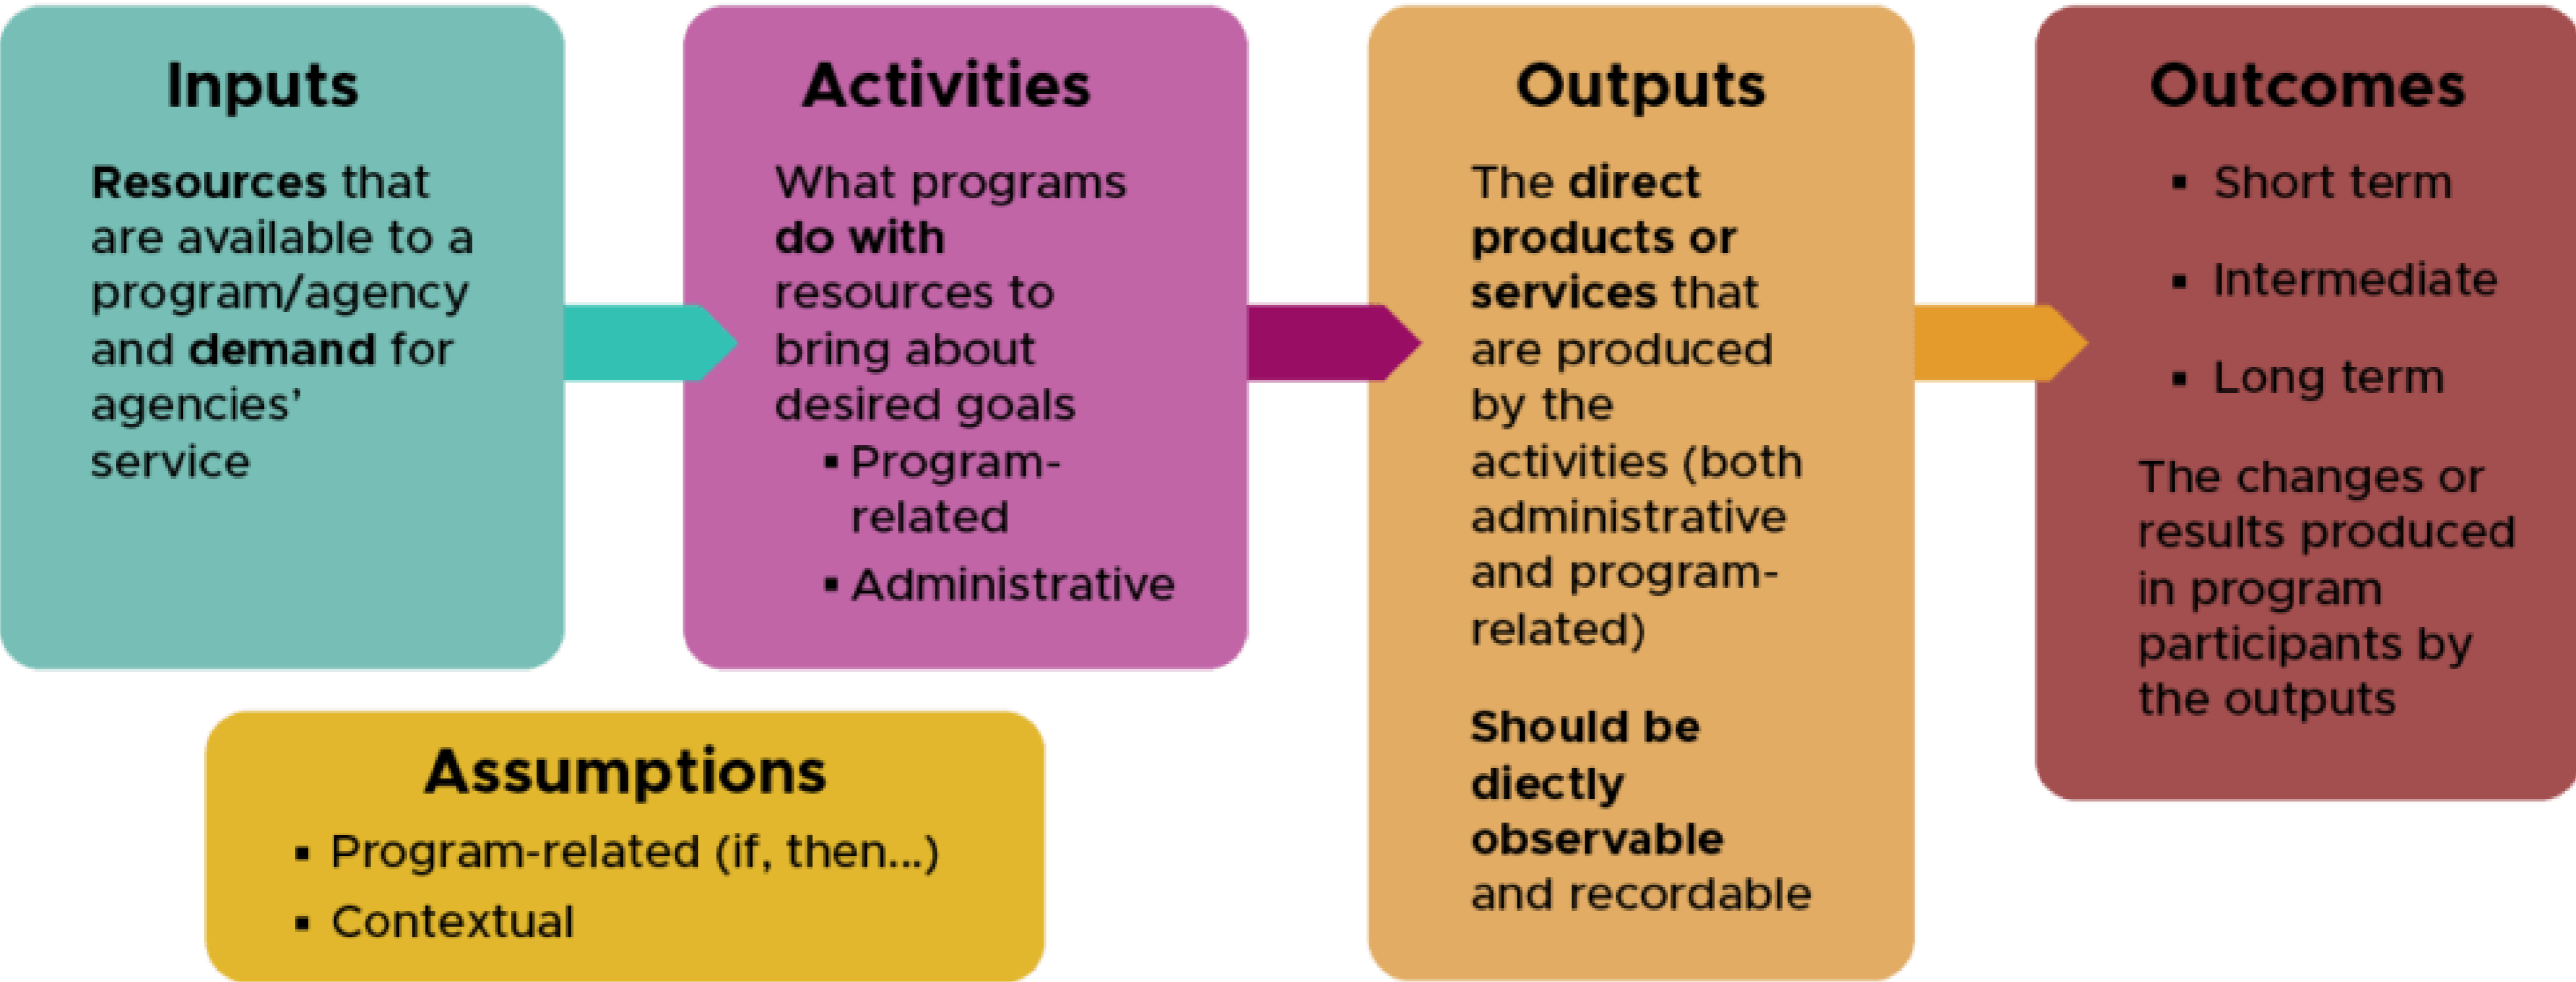 Inputs
Resources that
are available to a
program/agency
and demand for
agencies’
service
Activities
What programs
do with
resources to
bring about
desired goals
▪ Program-
related
▪ Administrative
Outputs
The direct
products or
services that
are produced
by the
activities (both
administrative
and program-
related)
Should be
diectly
observable
and recordable
Outcomes
▪ Short term
▪ Intermediate
▪ Long term
The changes or
results produced
in program
participants by
the outputs
Assumptions
▪ Program-related (if, then...)
▪ Contextual